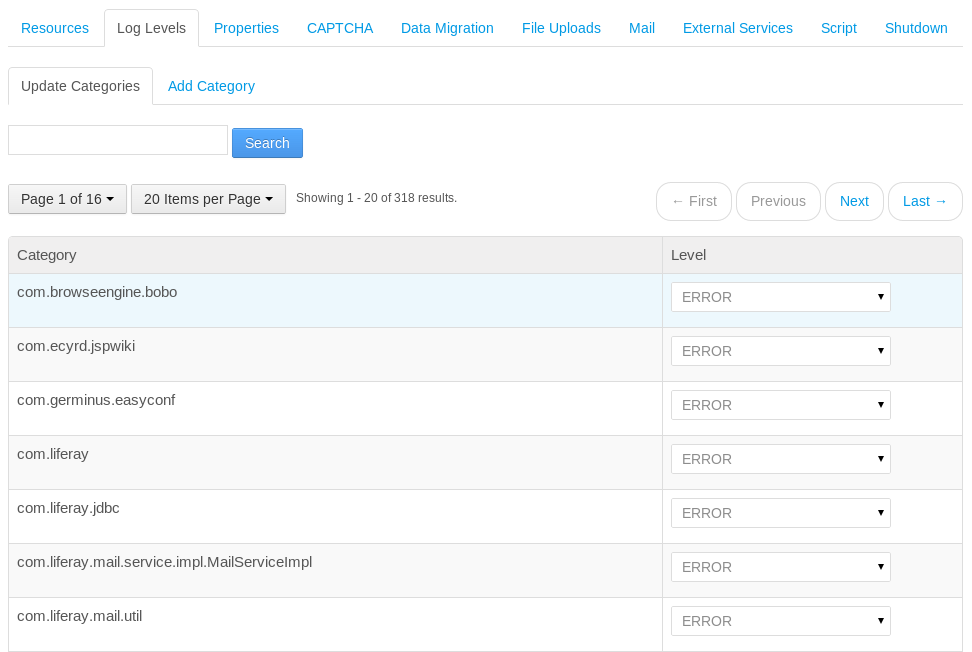 Resources Log Levels Properties CAPTCHA Data Migration File Uploads Mail External Services Script Shutdown
Update Categories Add Category
Search
Page 1 of 16 20 Items per Page Showing 1 - 20 of 318 results. ← First Previous Next Last →
Category Level
com.browseengine.bobo ERROR
com.ecyrd.jspwiki ERROR
com.germinus.easyconf ERROR
com.liferay ERROR
com.liferay.jdbc ERROR
com.liferay.mail.service.impl.MailServiceImpl ERROR
com.liferay.mail.util ERROR